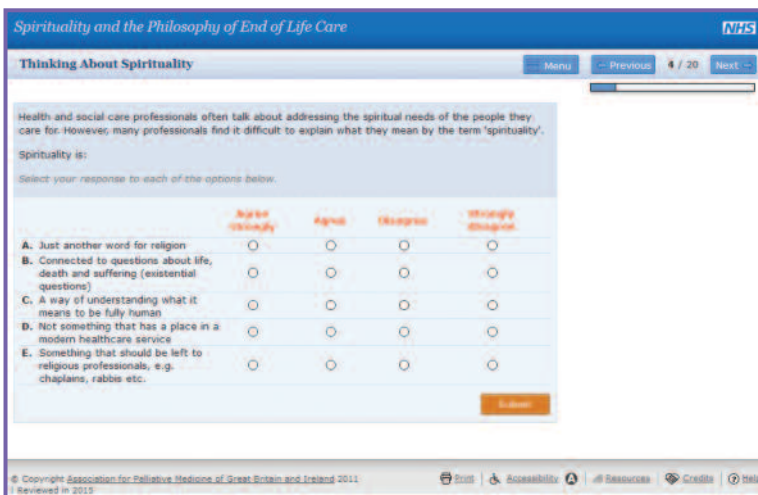 Spirituality and the Philosophy of End of Life Care
NHS
Thinking About Spirituality
Menu
Previous
4 / 20
Next
Health and social care professionals often talk about addressing the spiritual needs of the people they
care for. However, many professionals find it difficult to explain what they mean by the term 'spirituality'.
Spirituality is:
Select your response to each of the options below.
Agree
strongly
Agree
Disagree
Strongly
disagree
A. Just another word for religion
B. Connected to questions about life,
death and suffering (existential
questions)
C. A way of understanding what it
means to be fully human
D. Not something that has a place in a
modern healthcare service
E. Something that should be left to
religious professionals, e.g.
chaplains, rabbis etc.
Submit
© Copyright Association for Palliative Medicine of Great Britain and Ireland 2011
| Reviewed in 2015
Print | Accessibility A | Resources | Credits | ? Help